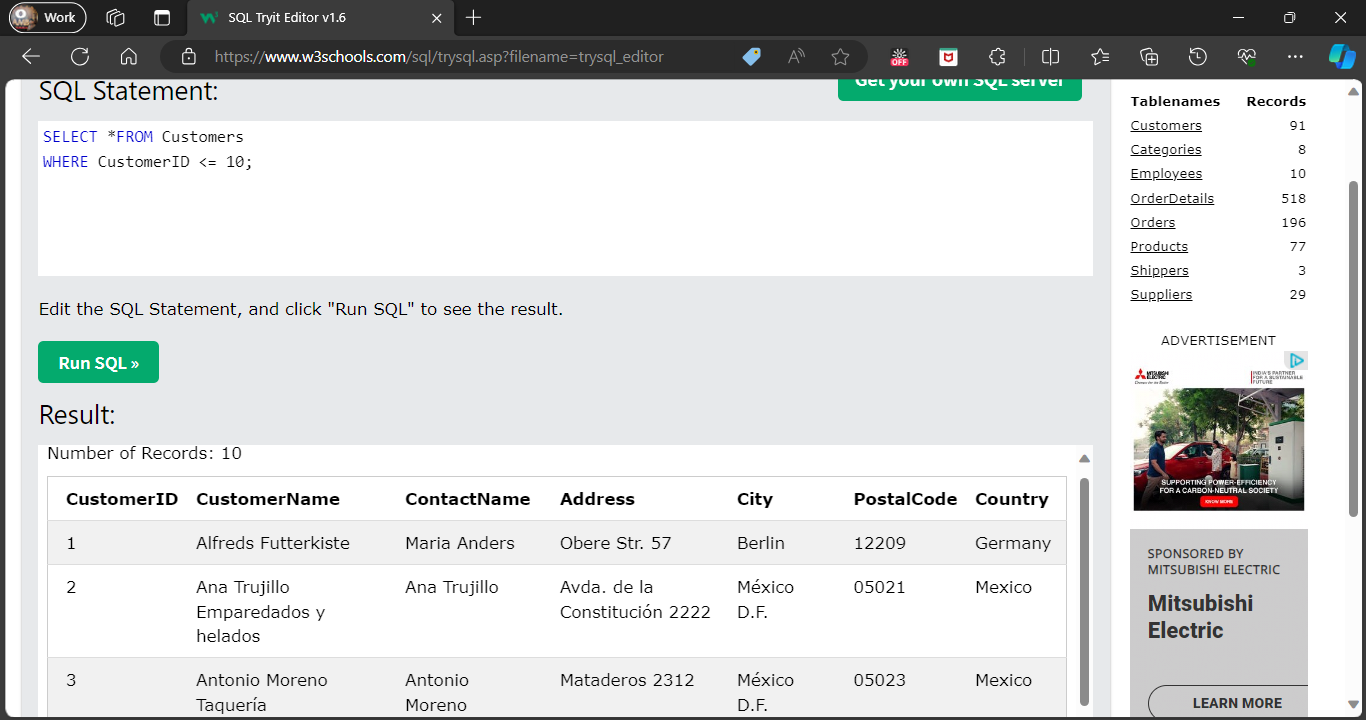 Work
SQL Tryit Editor v1.6
https://www.w3schools.com/sql/trysql.asp?filename=trysql_editor
OFF
SQL Statement:
Get your own SQL server
SELECT *FROM Customers
WHERE CustomerID <= 10;
Edit the SQL Statement, and click "Run SQL" to see the result.
Run SQL »
Result:
Number of Records: 10
CustomerID CustomerName ContactName Address City PostalCode Country
1 Alfreds Futterkiste Maria Anders Obere Str. 57 Berlin 12209 Germany
2 Ana Trujillo Ana Trujillo Avda. de la México 05021 Mexico
Emparedados y Constitución 2222 D.F.
helados
3 Antonio Moreno Antonio Mataderos 2312 México 05023 Mexico
Taquería Moreno D.F.
Tablenames Records
Customers 91
Categories 8
Employees 10
OrderDetails 518
Orders 196
Products 77
Shippers 3
Suppliers 29
ADVERTISEMENT
MITSUBISHI
ELECTRIC
INDIA'S PARTNER
FOR A SUSTAINABLE
FUTURE
SUPPORTING POWER-EFFICIENCY
FOR A CARBON-NEUTRAL SOCIETY
KNOW MORE
SPONSORED BY
MITSUBISHI ELECTRIC
Mitsubishi
Electric
LEARN MORE